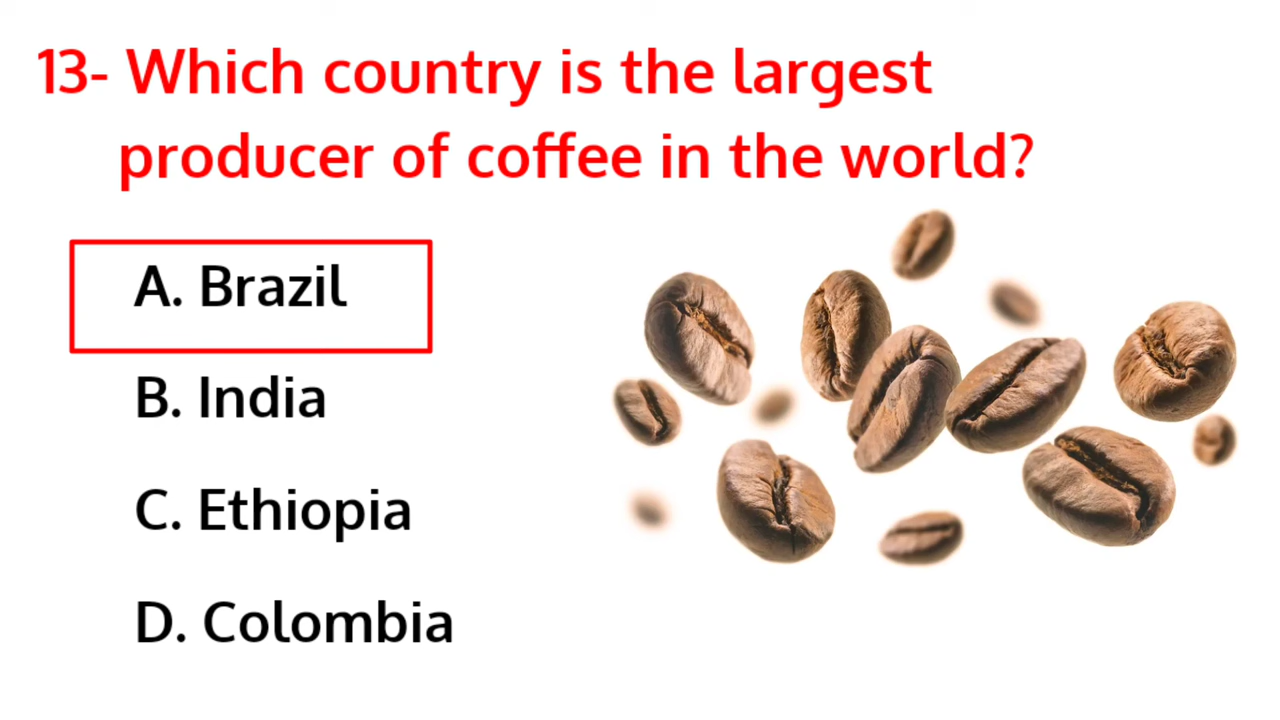 13- Which country is the largest
producer of coffee in the world?
A. Brazil
B. India
C. Ethiopia
D. Colombia